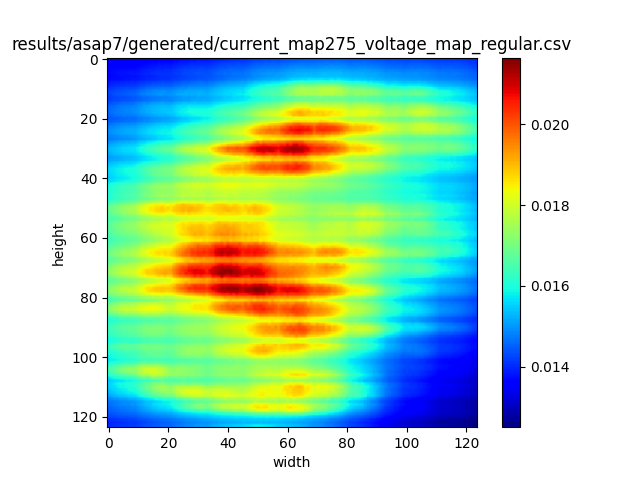 results/asap7/generated/current_map275_voltage_map_regular.csv
0
20
40
60
80
100
120
height
0 20 40 60 80 100 120
width
0.020
0.018
0.016
0.014